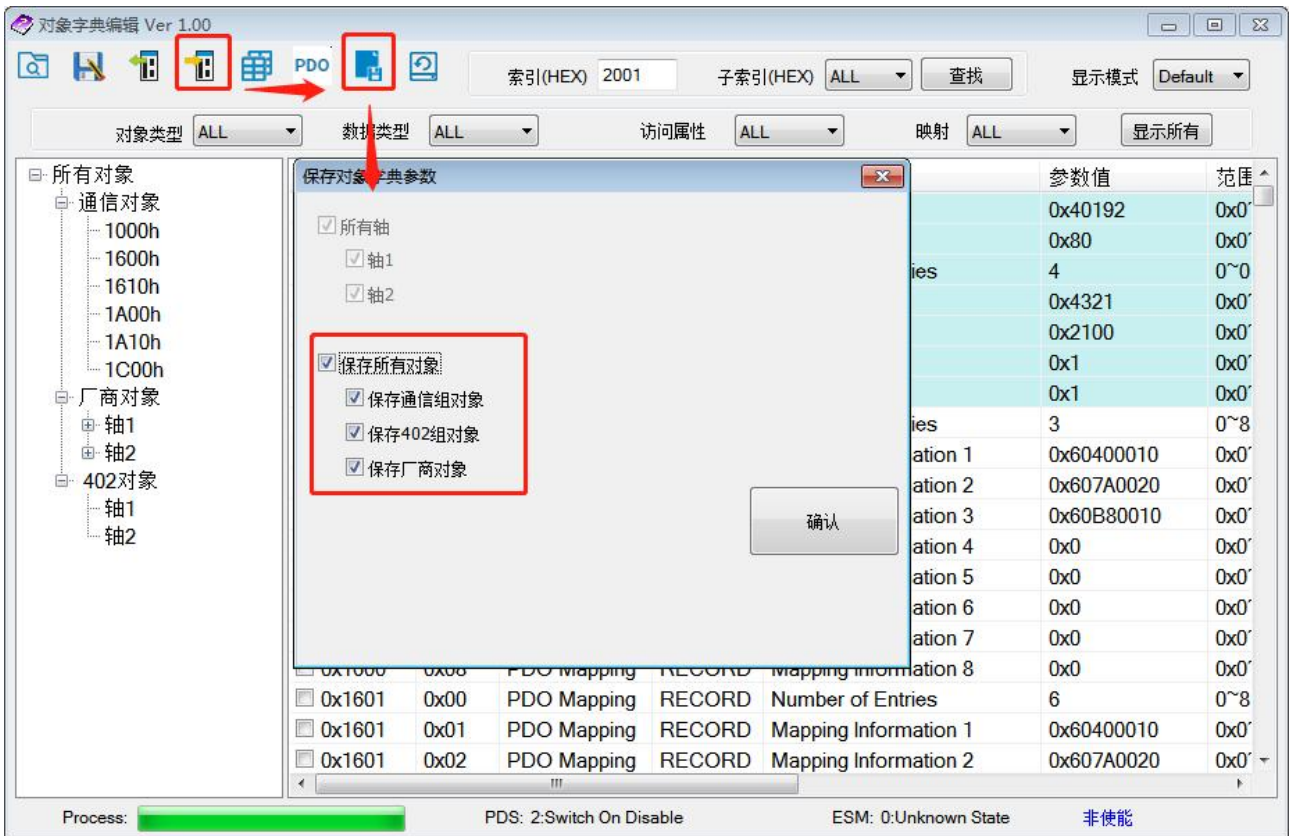 对象字典编辑 Ver 1.00
PDO 索引(HEX) 2001 子索引(HEX) ALL 查找 显示模式 Default
对象类型 ALL 数据类型 ALL 访问属性 ALL 映射 ALL 显示所有
所有对象
通信对象
1000h
1600h
1610h
1A00h
1A10h
1C00h
厂商对象
轴1
轴2
402对象
轴1
轴2
保存对象字典参数
所有轴
轴1
轴2
保存所有对象
保存通信组对象
保存402组对象
保存厂商对象
确认
参数值
0x40192
0x80
ies 4 0~0
0x4321
0x2100
0x1
0x1
ies 3 0~8
ation 1 0x60400010
ation 2 0x607A0020
ation 3 0x60B80010
ation 4 0x0
ation 5 0x0
ation 6 0x0
ation 7 0x0
PDO Mapping RECORD Mapping Information 8 0x0
0x1601 0x00 PDO Mapping RECORD Number of Entries 6 0~8
0x1601 0x01 PDO Mapping RECORD Mapping Information 1 0x60400010
0x1601 0x02 PDO Mapping RECORD Mapping Information 2 0x607A0020
Process: PDS: 2:Switch On Disable ESM: 0:Unknown State 非使能